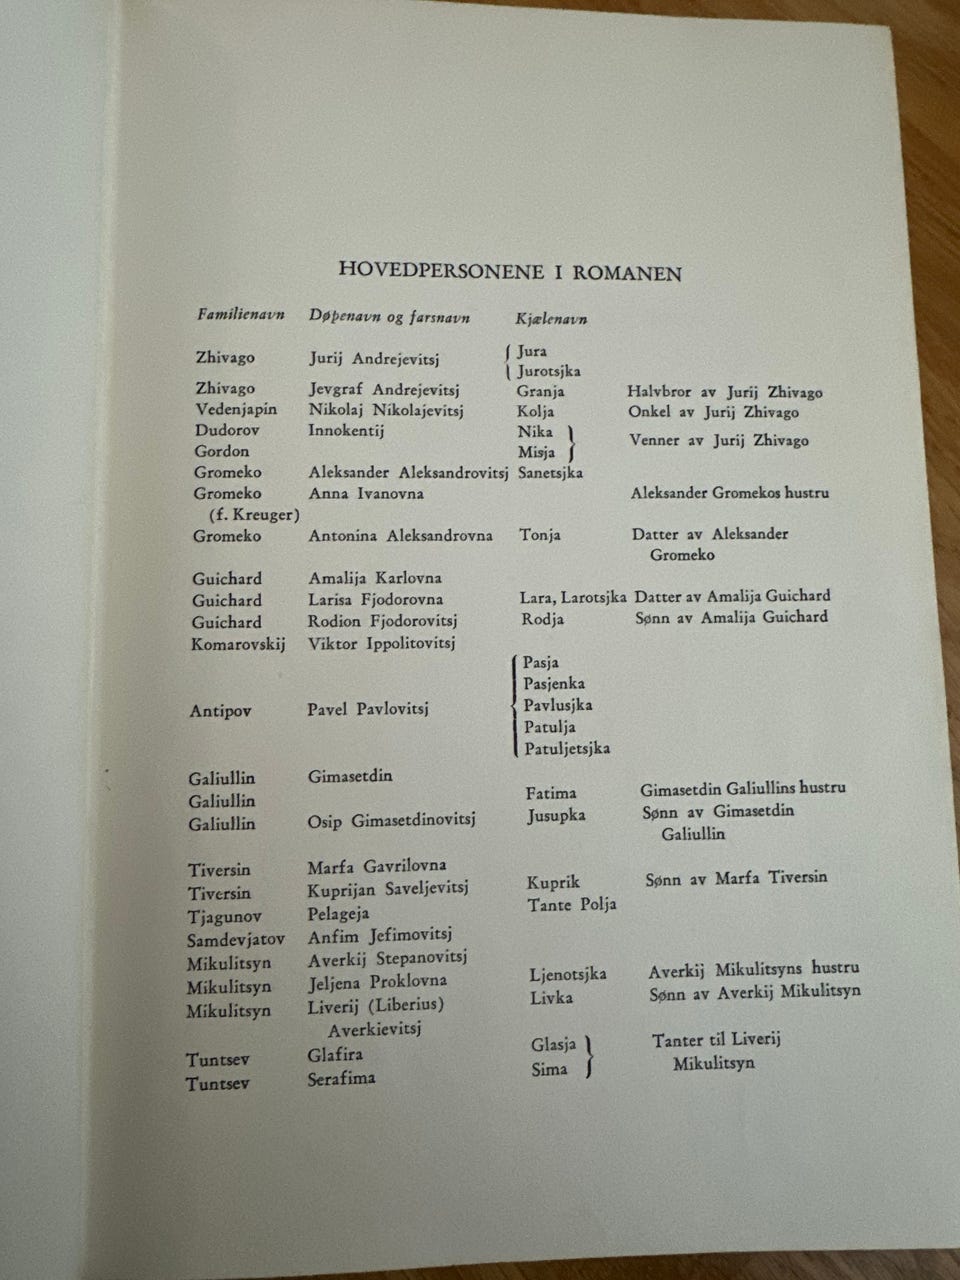 HOVEDPERSONENE I ROMANEN
Familienavn Døpenavn og farsnavn Kjælenavn
Zhivago Jurij Andrejevitsj Jura
Jurotsjka
Zhivago Jevgraf Andrejevitsj Granja Halvbror av Jurij Zhivago
Vedenjapin Nikolaj Nikolajevitsj Kolja Onkel av Jurij Zhivago
Dudorov Innokentij Nika Venner av Jurij Zhivago
Gordon Misja
Gromeko Aleksander Aleksandrovitsj Sanetsjka
Gromeko Anna Ivanovna Aleksander Gromekos hustru
(f. Kreuger)
Gromeko Antonina Aleksandrovna Tonja Datter av Aleksander
Gromeko
Guichard Amalija Karlovna
Guichard Larisa Fjodorovna Lara, Larotsjka Datter av Amalija Guichard
Guichard Rodion Fjodorovitsj Rodja Sønn av Amalija Guichard
Komarovskij Viktor Ippolitovitsj
Pasja
Pasjenka
Antipov Pavel Pavlovitsj Pavlusjka
Patulja
Patuljetsjka
Galiullin Gimasetdin
Galiullin Fatima Gimasetdin Galiullins hustru
Galiullin Osip Gimasetdinovitsj Jusupka Sønn av Gimasetdin
Galiullin
Tiversin Marfa Gavrilovna
Tiversin Kuprijan Saveljevitsj Kuprik Sønn av Marfa Tiversin
Tjagunov Pelageja Tante Polja
Samdevjatov Anfim Jefimovitsj
Mikulitsyn Averkij Stepanovitsj
Mikulitsyn Jeljena Proklovna Ljenotsjka Averkij Mikulitsyns hustru
Mikulitsyn Liverij (Liberius) Livka Sønn av Averkij Mikulitsyn
Averkievitsj
Tuntsev Glafira Glasja Tanter til Liverij
Tuntsev Serafima Sima Mikulitsyn